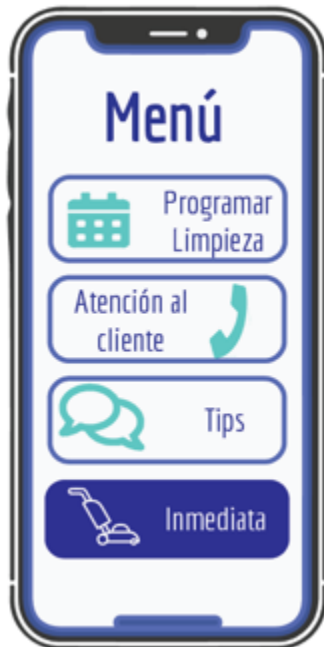 Menú
Programar
Limpieza
Atención al
cliente
Tips
Inmediata